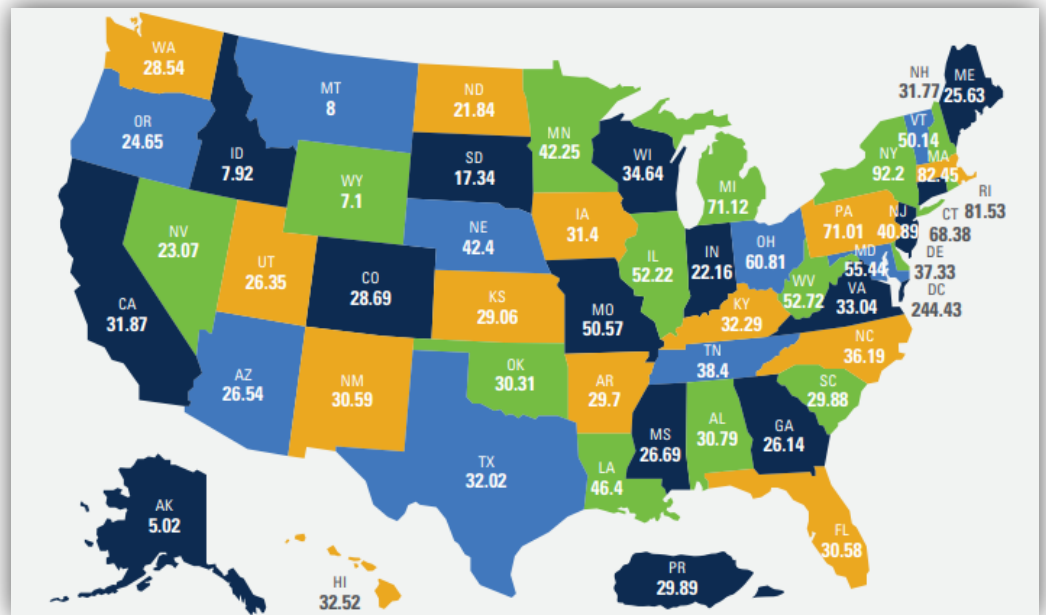 WA
28.54
OR
24.65
CA
31.87
ID
7.92
NV
23.07
MT
8
WY
7.1
UT
26.35
AZ
26.54
CO
28.69
NM
30.59
ND
21.84
SD
17.34
NE
42.4
KS
29.06
OK
30.31
TX
32.02
MN
42.25
IA
31.4
MO
50.57
AR
29.7
LA
46.4
WI
34.64
IL
52.22
MI
71.12
IN
22.16
OH
60.81
KY
32.29
TN
38.4
MS
26.69
AL
30.79
GA
26.14
FL
30.58
SC
29.88
NC
36.19
VA
33.04
WV
52.72
MD
55.44
PA
71.01
NJ
40.89
NY
92.2
VT
50.14
NH
31.77
ME
25.63
MA
82.45
RI
81.53
CT
68.38
DE
37.33
DC
244.43
AK
5.02
HI
32.52
PR
29.89